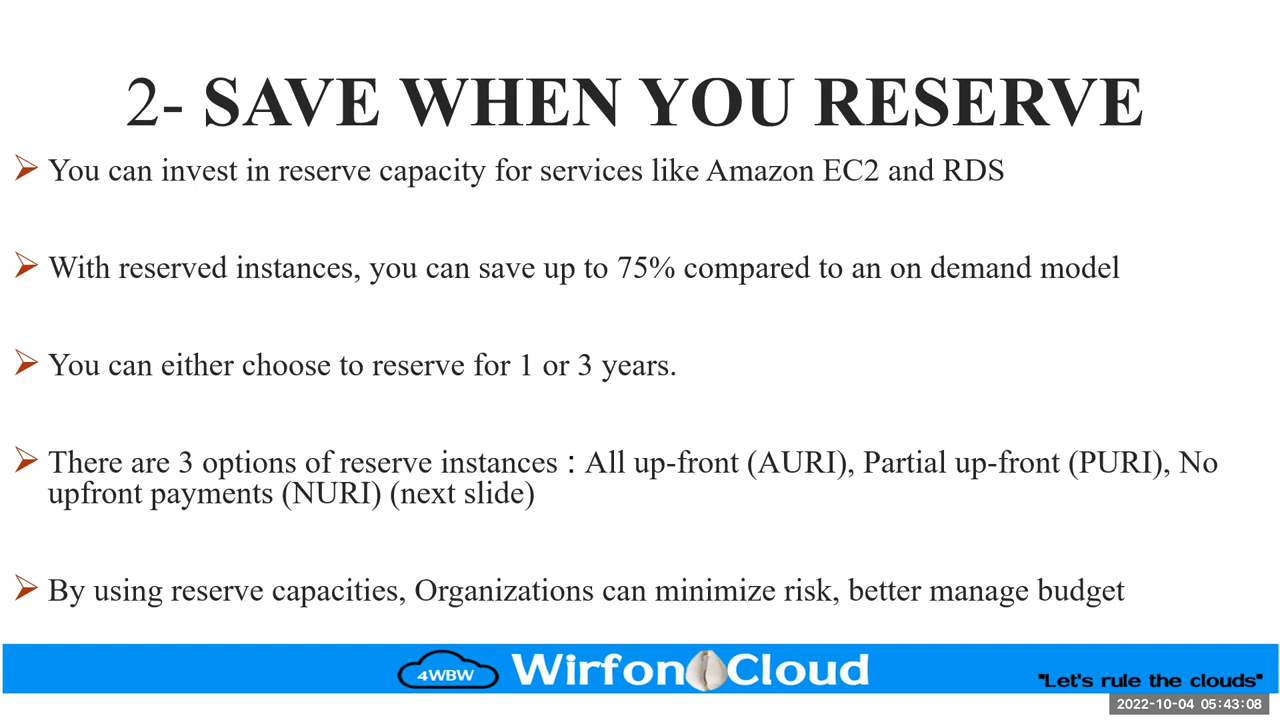 2- SAVE WHEN YOU RESERVE
You can invest in reserve capacity for services like Amazon EC2 and RDS
With reserved instances, you can save up to 75% compared to an on demand model
You can either choose to reserve for 1 or 3 years.
There are 3 options of reserve instances : All up-front (AURI), Partial up-front (PURI), No
upfront payments (NURI) (next slide)
By using reserve capacities, Organizations can minimize risk, better manage budget
4WBW Wirfon Cloud
"Let's rule the clouds"
2022-10-04 05:43:08